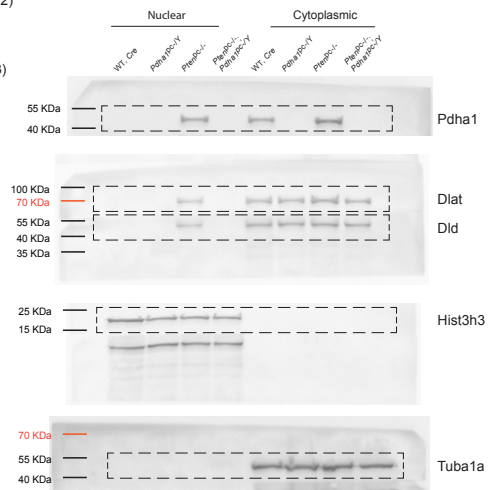 2)
Nuclear Cytoplasmic
WT, Cre Pdha1pc-/Y Ptenpc-/- Ptenpc-/-; Pdha1pc-/Y WT, Cre Pdha1pc-/Y Ptenpc-/- Ptenpc-/-; Pdha1pc-/Y
3)
55 KDa
40 KDa
Pdha1
100 KDa
70 KDa
Dlat
55 KDa
Dld
40 KDa
35 KDa
25 KDa
Hist3h3
15 KDa
70 KDa
55 KDa
Tuba1a
40 KDa